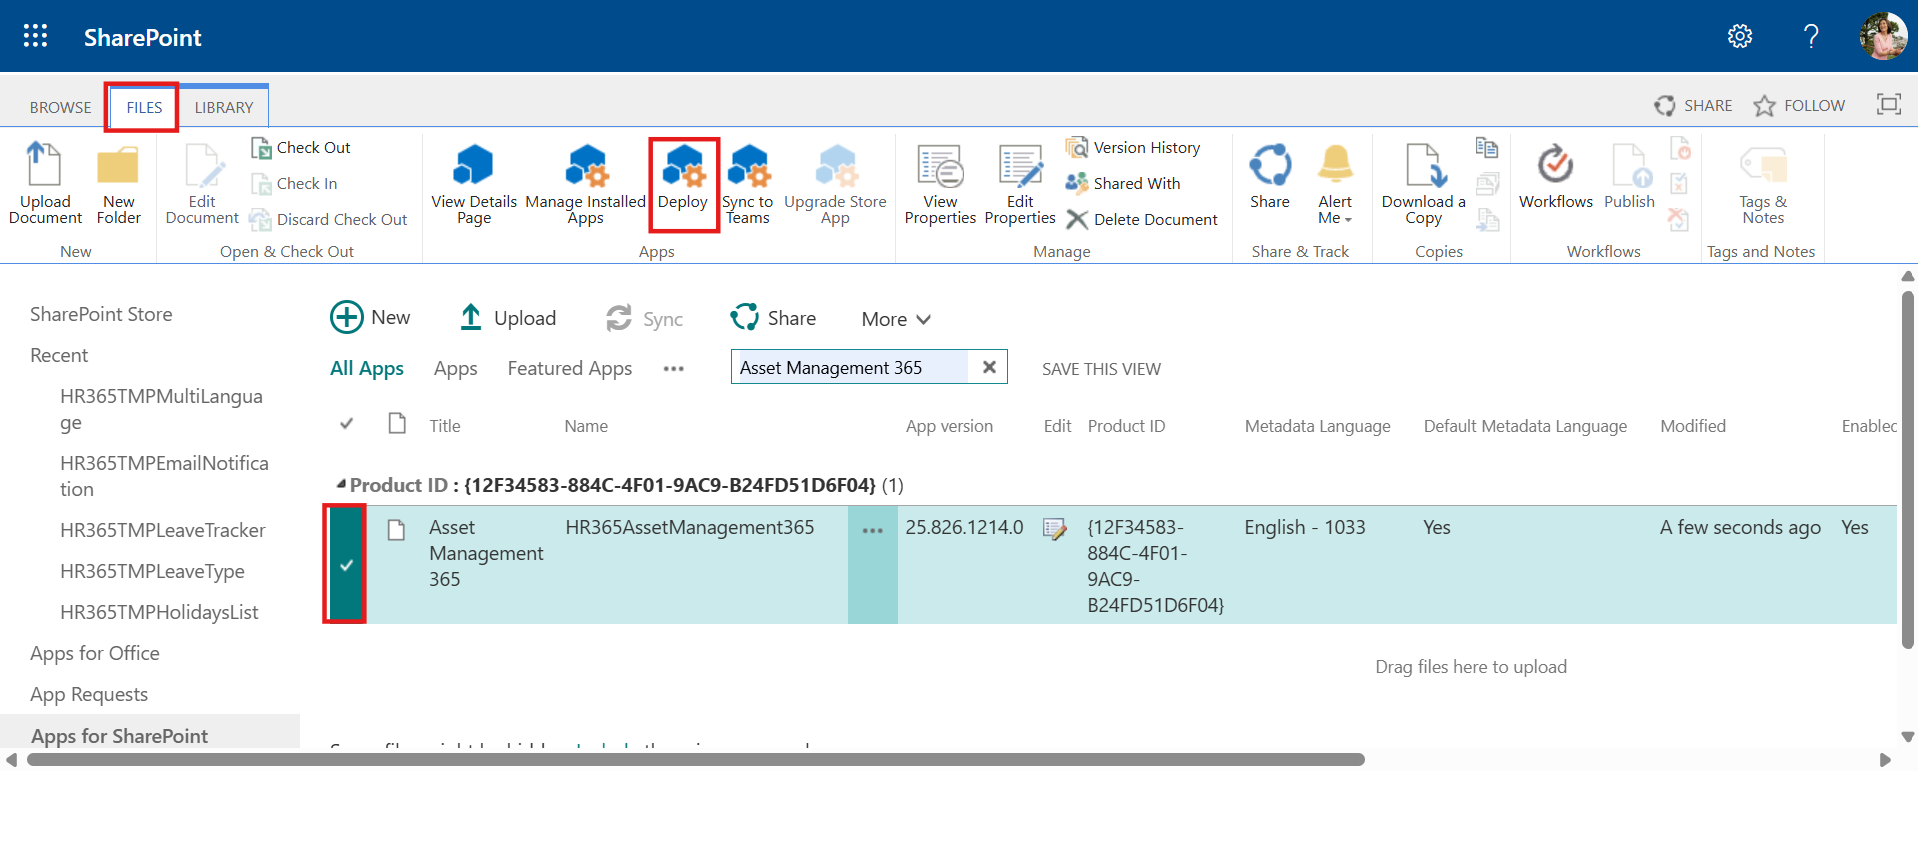 SharePoint
BROWSE
FILES
LIBRARY
SHARE
FOLLOW
Upload Document
New Folder
New
Edit Document
Check Out
Check In
Discard Check Out
Open & Check Out
View Details Page
Manage Installed Apps
Deploy
Sync to Teams
Upgrade Store App
Apps
View Properties
Edit Properties
Version History
Shared With
Delete Document
Manage
Share
Alert Me
Share & Track
Download a Copy
Copies
Workflows
Publish
Workflows
Tags & Notes
Tags and Notes
SharePoint Store
Recent
HR365TMPMultiLangua
ge
HR365TMPEmailNotifica
tion
HR365TMPLeaveTracker
HR365TMPLeaveType
HR365TMPHolidaysList
Apps for Office
App Requests
Apps for SharePoint
New
Upload
Sync
Share
More
All Apps
Apps
Featured Apps
Asset Management 365
SAVE THIS VIEW
Title
Name
App version
Edit
Product ID
Metadata Language
Default Metadata Language
Modified
Enabled
Product ID : {12F34583-884C-4F01-9AC9-B24FD51D6F04} (1)
Asset
Management
365
HR365AssetManagement365
25.826.1214.0
{12F34583-
884C-4F01-
9AC9-
B24FD51D6F04}
English - 1033
Yes
A few seconds ago
Yes
Drag files here to upload